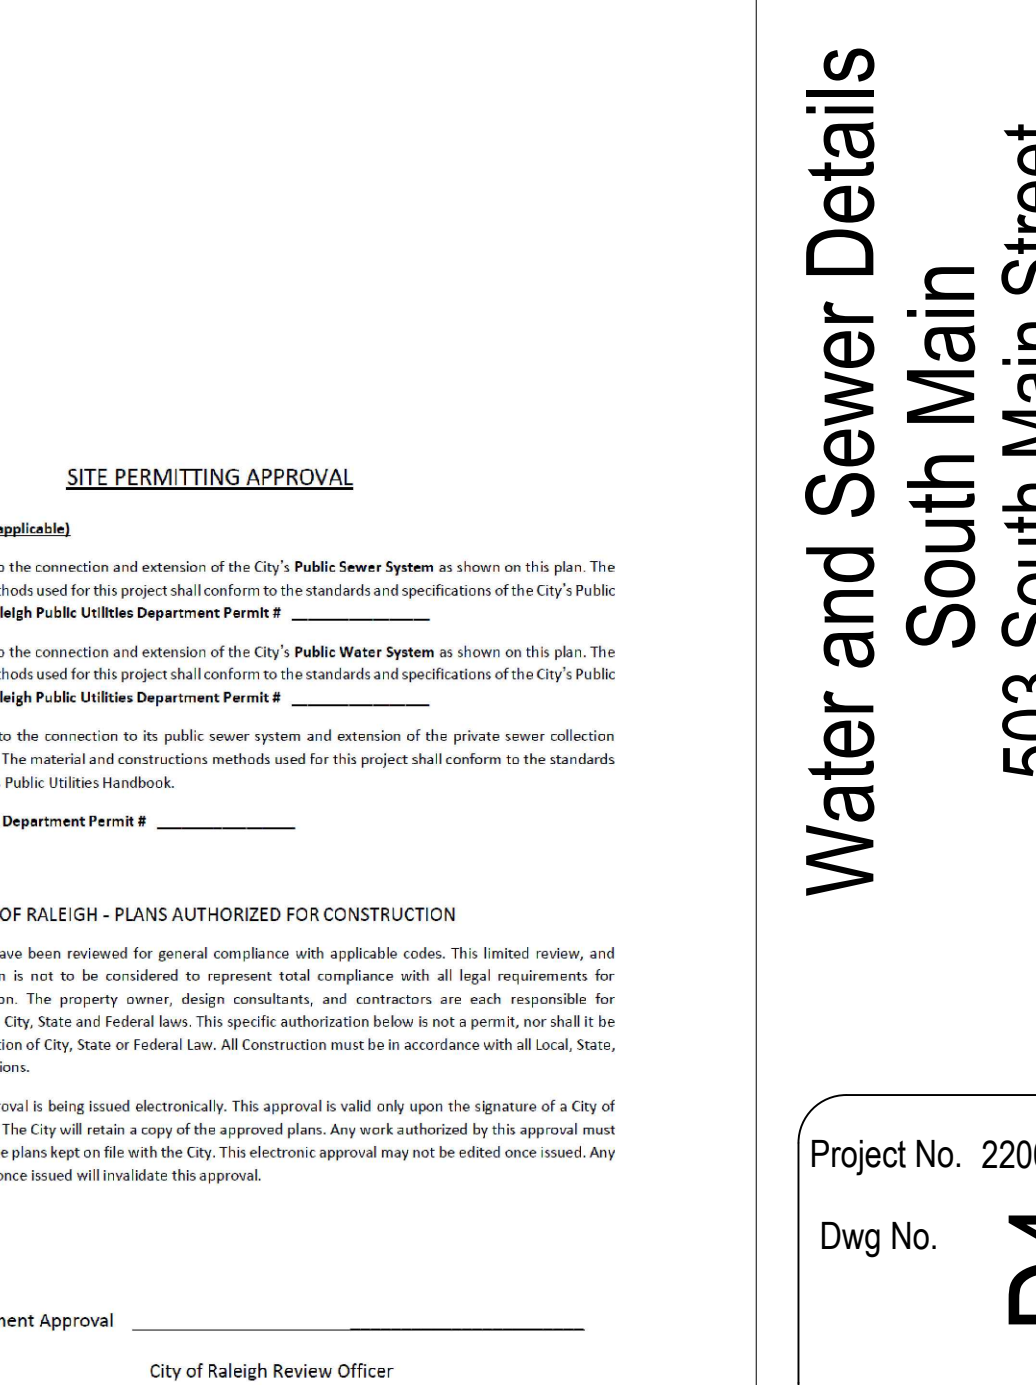 SITE PERMITTING APPROVAL
applicable)
the connection and extension of the City's Public Sewer System as shown on this plan. The
used for this project shall conform to the standards and specifications of the City's Public
Public Utilities Department Permit # _________________
the connection and extension of the City's Public Water System as shown on this plan. The
used for this project shall conform to the standards and specifications of the City's Public
Public Utilities Department Permit # _________________
to the connection to its public sewer system and extension of the private sewer collection
The material and constructions methods used for this project shall conform to the standards
Public Utilities Handbook.
Department Permit # _________________
OF RALEIGH - PLANS AUTHORIZED FOR CONSTRUCTION
been reviewed for general compliance with applicable codes. This limited review, and
is not to be considered to represent total compliance with all legal requirements for
The property owner, design consultants, and contractors are each responsible for
City, State and Federal laws. This specific authorization below is not a permit, nor shall it be
of City, State or Federal Law. All Construction must be in accordance with all Local, State,
is being issued electronically. This approval is valid only upon the signature of a City of
The City will retain a copy of the approved plans. Any work authorized by this approval must
plans kept on file with the City. This electronic approval may not be edited once issued. Any
once issued will invalidate this approval.
Approval ____________________________
City of Raleigh Review Officer
Water and Sewer Details
South Main
503 South Main Street
Project No. 220
Dwg No.